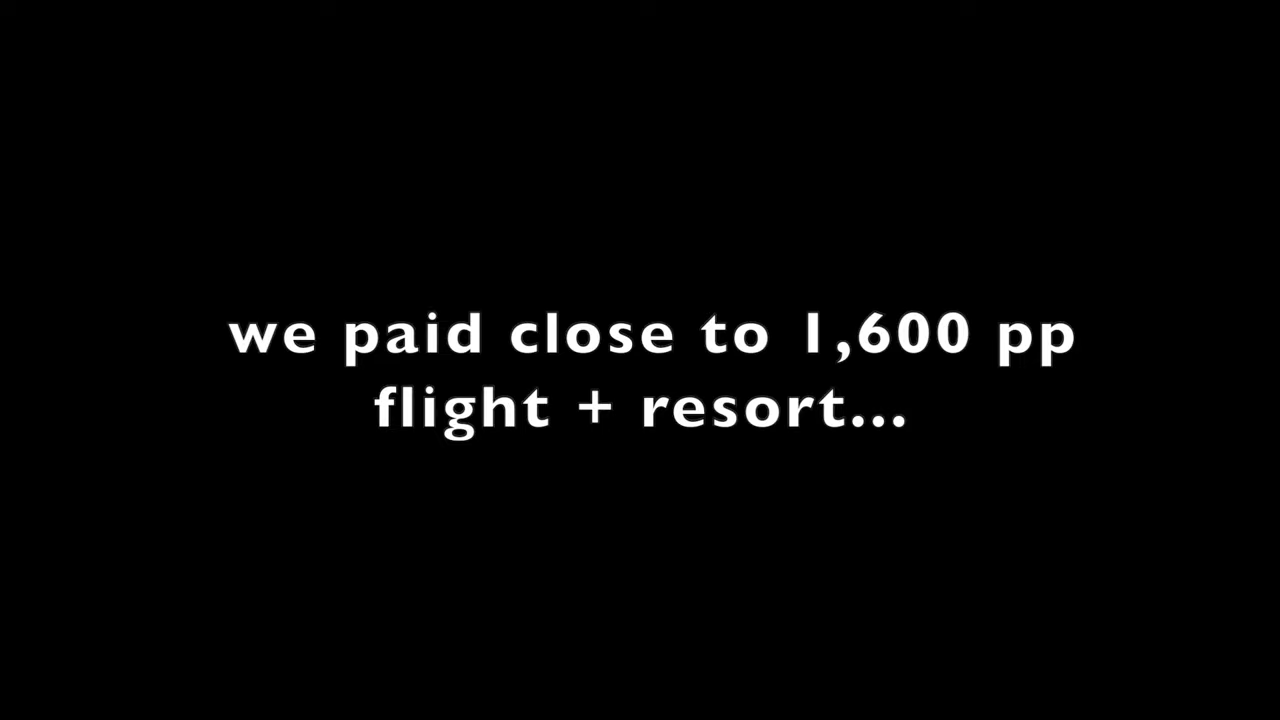 we paid close to 1,600 pp
flight + resort...